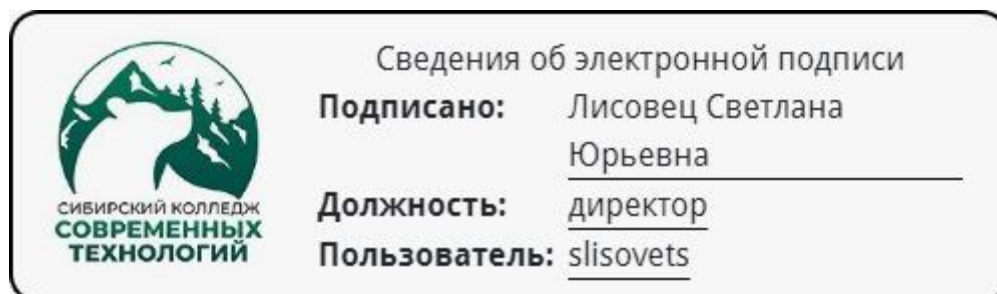 СИБИРСКИЙ КОЛЛЕДЖ
СОВРЕМЕННЫХ
ТЕХНОЛОГИЙ
Сведения об электронной подписи
Подписано: Лисовец Светлана
Юрьевна
Должность: директор
Пользователь: slisovets